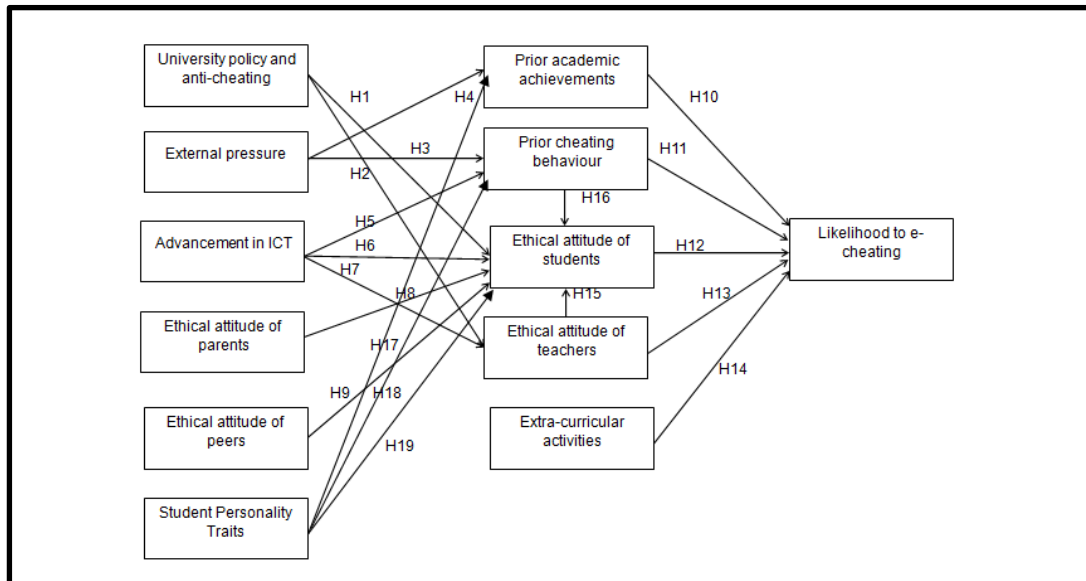 University policy and
anti-cheating
External pressure
Advancement in ICT
Ethical attitude of
parents
Ethical attitude of
peers
Student Personality
Traits
H1
H4
H3
H2
H5
H6
H7
H8
H17
H9
H18
H19
Prior academic
achievements
Prior cheating
behaviour
H16
Ethical attitude of
students
H15
Ethical attitude of
teachers
Extra-curricular
activities
H10
H11
H12
H13
H14
Likelihood to e-
cheating